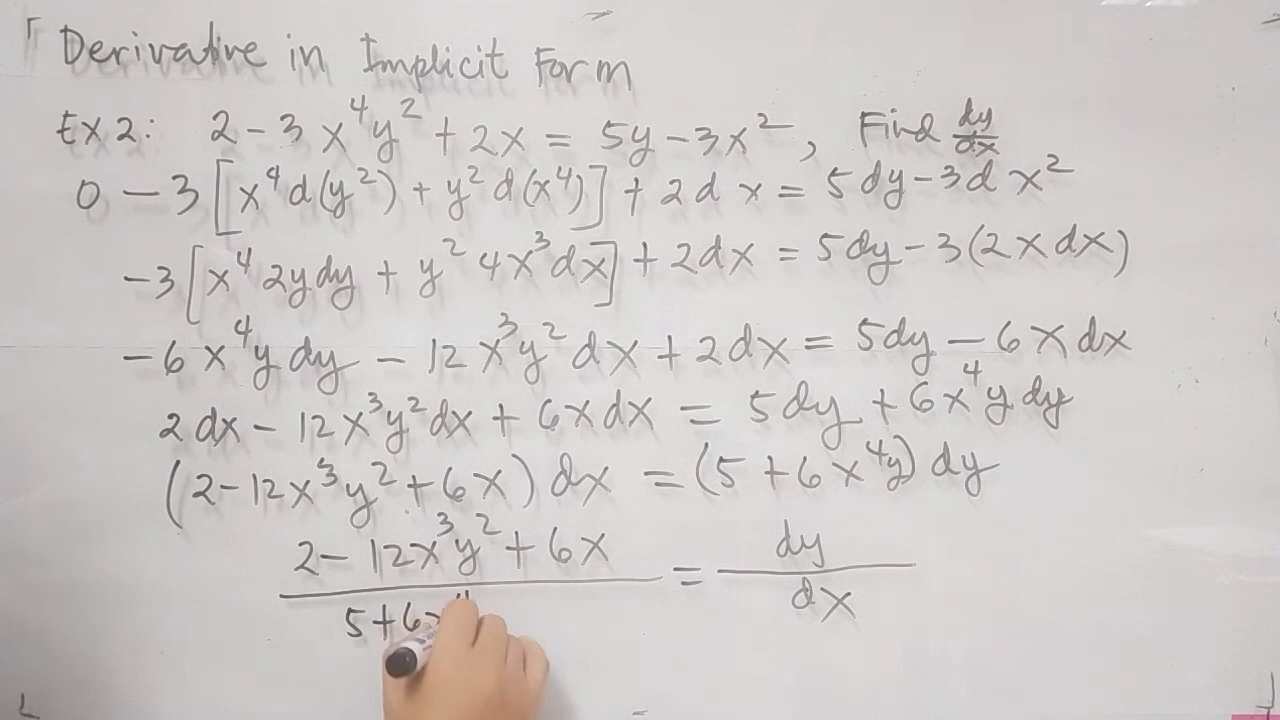 Derivative in Implicit Form
Ex 2: 2 - 3x⁴y² + 2x = 5y - 3x², Find dy/dx
0 - 3[x⁴d(y²) + y²d(x⁴)] + 2dx = 5dy - 3dx²
-3[x⁴2ydy + y²4x³dx] + 2dx = 5dy - 3(2xdx)
-6x⁴ydy - 12x³y²dx + 2dx = 5dy - 6xdx
2dx - 12x³y²dx + 6xdx = 5dy + 6x⁴ydy
(2 - 12x³y² + 6x)dx = (5 + 6x⁴y)dy
2 - 12x³y² + 6x / 5 + 6x⁴ = dy / dx